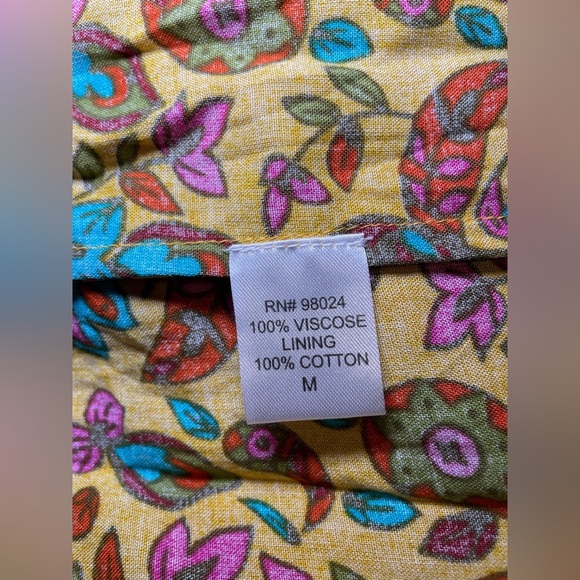 RN# 98024
100% VISCOSE
LINING
100% COTTON
M